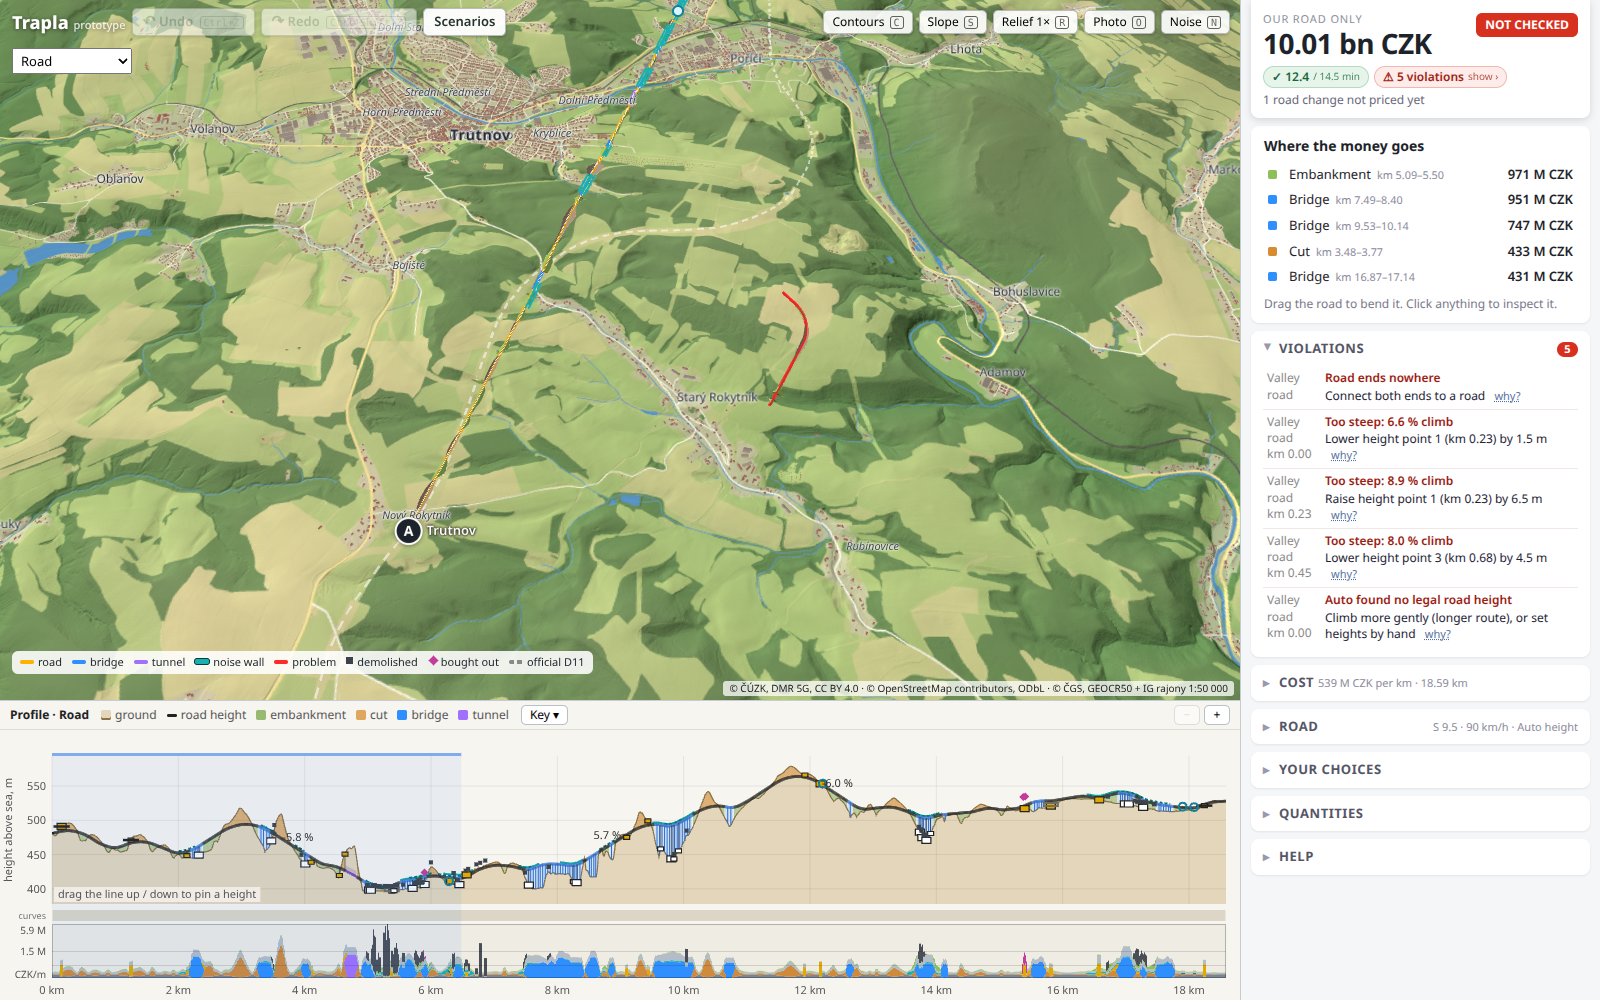 Trapla prototype
Undo Ctrl+Z
Redo
Scenarios
Contours C
Slope S
Relief 1× R
Photo O
Noise N
Road
Dolní Sta
Poříčí
Lhota
Střední Předměstí
Dolní Předměstí
Horní Předměstí
Volanov
Trutnov
Kryblice
Oblanov
Bojiště
Bohuslavice
Adamov
Starý Rokytník
Nový Rokytník
A Trutnov
Rubínovice
road
bridge
tunnel
noise wall
problem
demolished
bought out
official D11
© ČÚZK, DMR 5G, CC BY 4.0 · © OpenStreetMap contributors, ODbL · © ČGS, GEOCR50 + IG rajony 1:50 000
Profile · Road
ground
road height
embankment
cut
bridge
tunnel
Key ▾
−
+
height above sea, m
550
500
450
400
5.8 %
5.7 %
6.0 %
drag the line up / down to pin a height
curves
5.9 M
1.5 M
CZK/m
0 km
2 km
4 km
6 km
8 km
10 km
12 km
14 km
16 km
18 km
OUR ROAD ONLY
NOT CHECKED
10.01 bn CZK
✓ 12.4 / 14.5 min
⚠ 5 violations show ›
1 road change not priced yet
Where the money goes
Embankment km 5.09–5.50 971 M CZK
Bridge km 7.49–8.40 951 M CZK
Bridge km 9.53–10.14 747 M CZK
Cut km 3.48–3.77 433 M CZK
Bridge km 16.87–17.14 431 M CZK
Drag the road to bend it. Click anything to inspect it.
▼ VIOLATIONS 5
Valley road
Road ends nowhere
Connect both ends to a road why?
Valley road km 0.00
Too steep: 6.6 % climb
Lower height point 1 (km 0.23) by 1.5 m
why?
Valley road km 0.23
Too steep: 8.9 % climb
Raise height point 1 (km 0.23) by 6.5 m
why?
Valley road km 0.45
Too steep: 8.0 % climb
Lower height point 3 (km 0.68) by 4.5 m
why?
Valley road km 0.00
Auto found no legal road height
Climb more gently (longer route), or set
heights by hand why?
▶ COST 539 M CZK per km · 18.59 km
▶ ROAD S 9.5 · 90 km/h · Auto height
▶ YOUR CHOICES
▶ QUANTITIES
▶ HELP